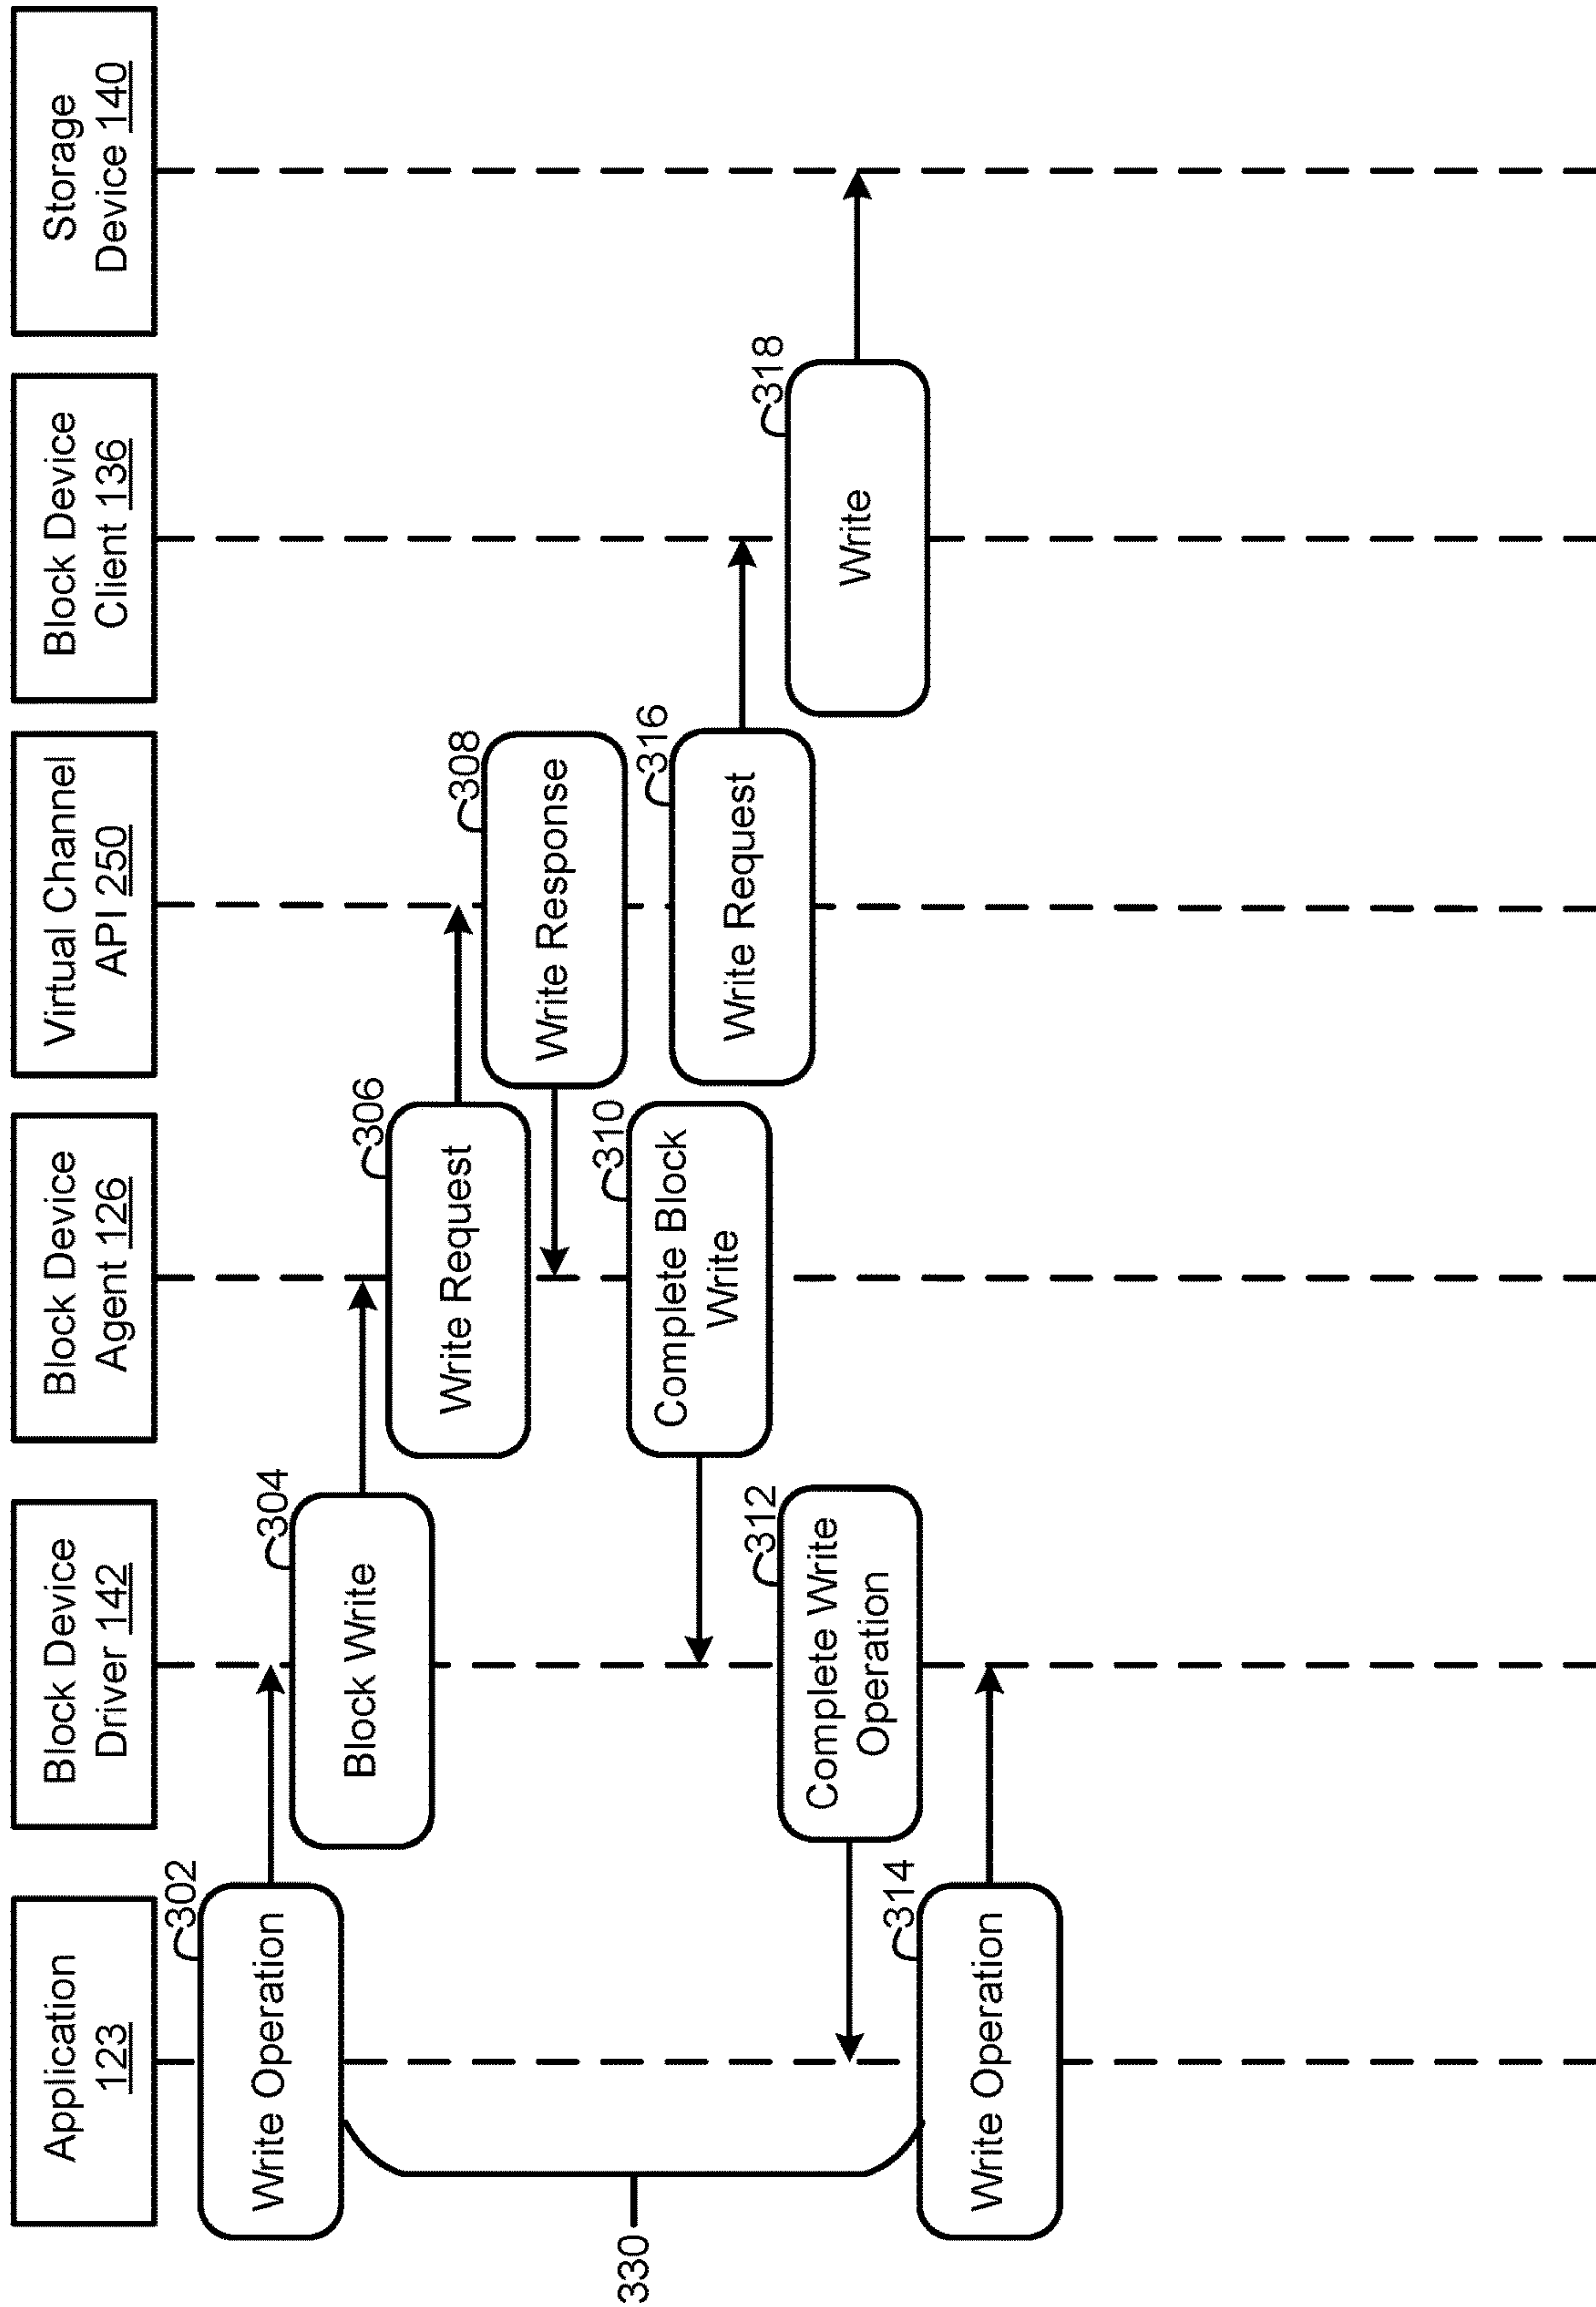 Application
123
Block Device
Driver 142
Block Device
Agent 126
Virtual Channel
API 250
Block Device
Client 136
Storage
Device 140
302
Write Operation
304
Block Write
306
Write Request
308
Write Response
310
Complete Block
Write
316
Write Request
312
Complete Write
Operation
318
Write
314
Write Operation
330